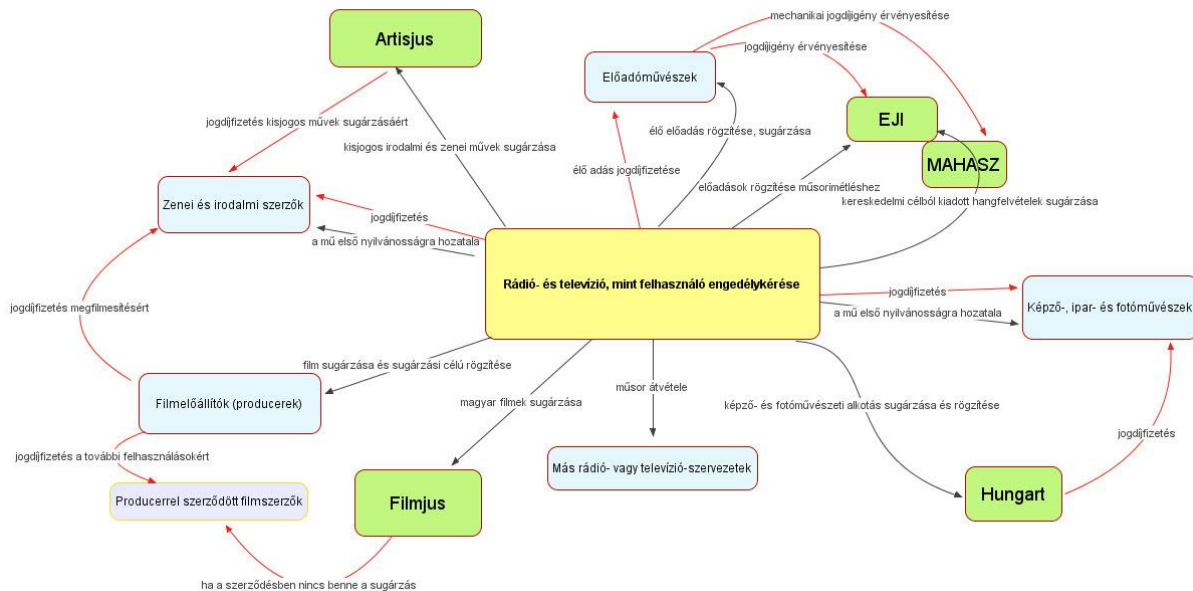 mechanikai jogdíjigény érvényesítése
Artisjus
jogdíjigény érvényesítése
Előadóművészek
EJI
jogdíjfizetés kisjogos művek sugárzásáért
élő előadás rögzítése, sugárzása
kisjogos irodalmi és zenei művek sugárzása
MAHASZ
élő adás jogdíjfizetése
előadások rögzítése műsorimétléshez
Zenei és irodalmi szerzők
kereskedelmi célból kiadott hangfelvételek sugárzása
jogdíjfizetés
a mű első nyilvánosságra hozatala
Rádió- és televízió, mint felhasználó engedélykérése
jogdíjfizetés
jogdíjfizetés megfilmesítésért
Képző-, ipar- és fotóművészek
a mű első nyilvánosságra hozatala
film sugárzása és sugárzási célú rögzítése
műsor átvétele
Filmelőállítók (producerek)
magyar filmek sugárzása
képző- és fotóművészeti alkotás sugárzása és rögzítése
jogdíjfizetés
jogdíjfizetés a további felhasználásokért
Más rádió- vagy televízió-szervezetek
Producerrel szerződött filmszerzők
Filmjus
Hungart
ha a szerződésben nincs benne a sugárzás